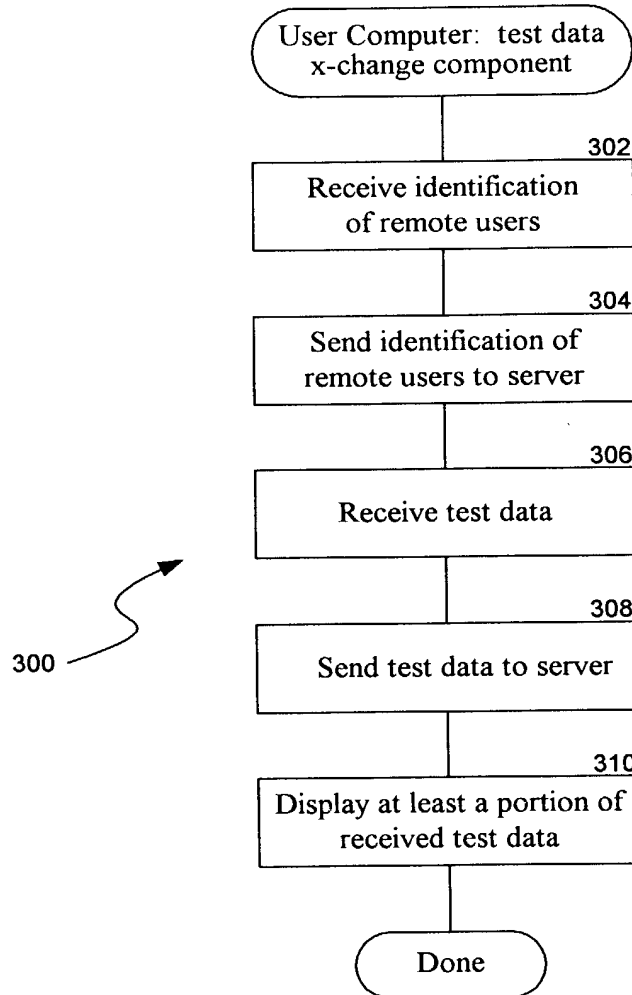 User Computer: test data
x-change component
302
Receive identification
of remote users
304
Send identification of
remote users to server
306
Receive test data
308
Send test data to server
300
310
Display at least a portion of
received test data
Done